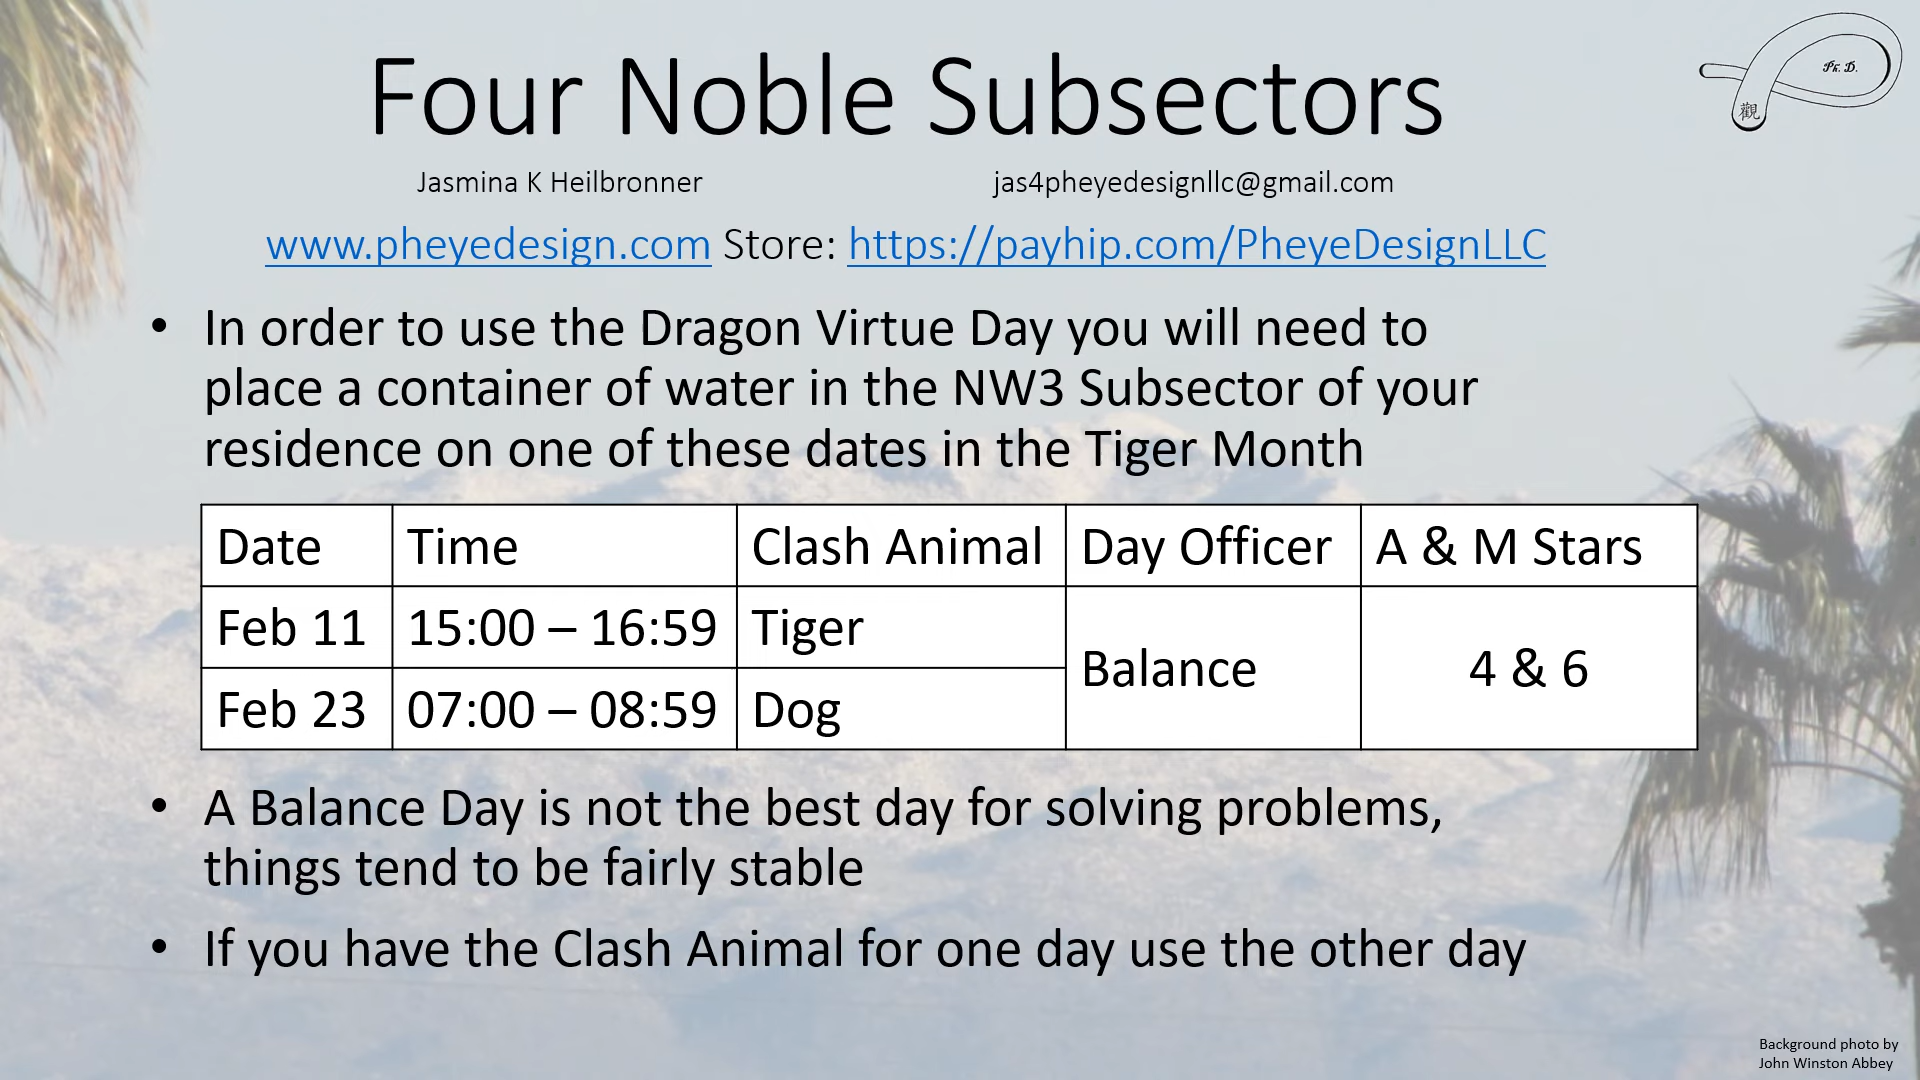 Four Noble Subsectors
Ph. D.
觀
Jasmina K Heilbronner jas4pheyedesignllc@gmail.com
www.pheyedesign.com Store: https://payhip.com/PheyeDesignLLC
• In order to use the Dragon Virtue Day you will need to
place a container of water in the NW3 Subsector of your
residence on one of these dates in the Tiger Month
Date Time Clash Animal Day Officer A & M Stars
Feb 11 15:00 – 16:59 Tiger
Balance 4 & 6
Feb 23 07:00 – 08:59 Dog
• A Balance Day is not the best day for solving problems,
things tend to be fairly stable
• If you have the Clash Animal for one day use the other day
Background photo by
John Winston Abbey